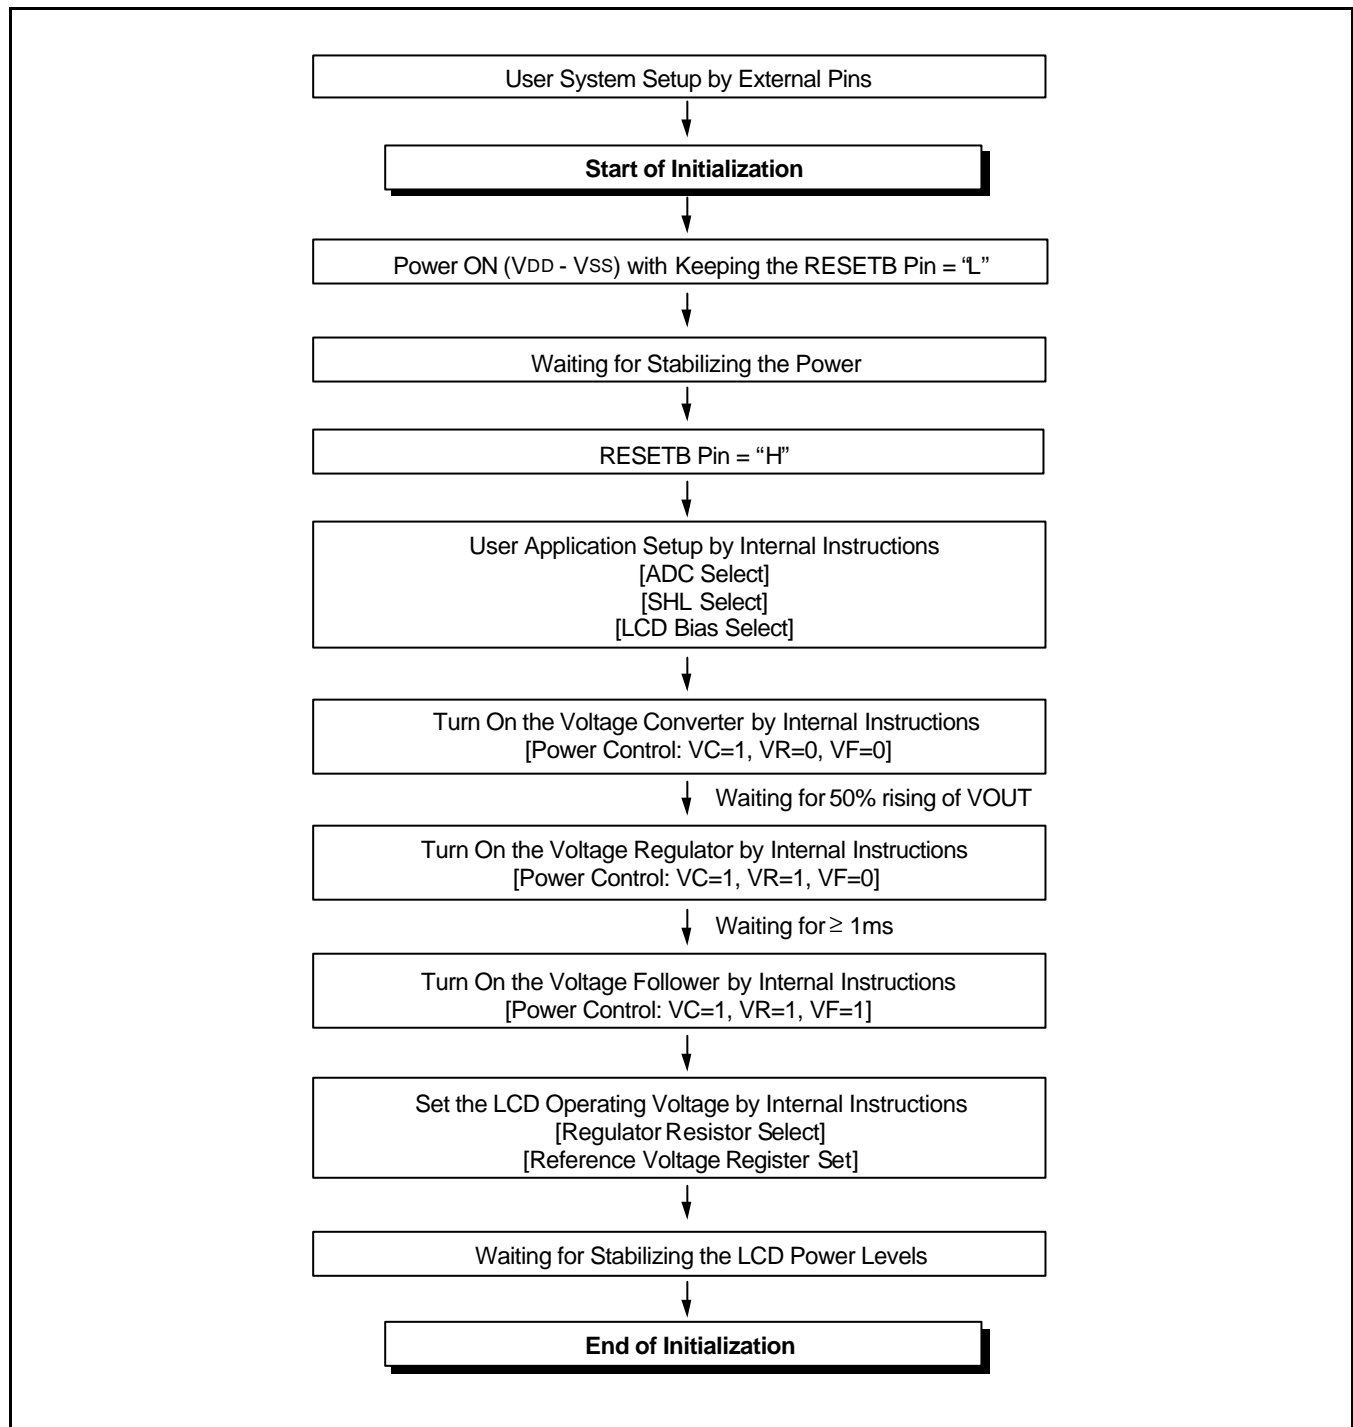 User System Setup by External Pins
Start of Initialization
Power ON (VDD - VSS) with Keeping the RESETB Pin = “L”
Waiting for Stabilizing the Power
RESETB Pin = “H”
User Application Setup by Internal Instructions
[ADC Select]
[SHL Select]
[LCD Bias Select]
Turn On the Voltage Converter by Internal Instructions
[Power Control: VC=1, VR=0, VF=0]
Waiting for 50% rising of VOUT
Turn On the Voltage Regulator by Internal Instructions
[Power Control: VC=1, VR=1, VF=0]
Waiting for ≥ 1ms
Turn On the Voltage Follower by Internal Instructions
[Power Control: VC=1, VR=1, VF=1]
Set the LCD Operating Voltage by Internal Instructions
[Regulator Resistor Select]
[Reference Voltage Register Set]
Waiting for Stabilizing the LCD Power Levels
End of Initialization